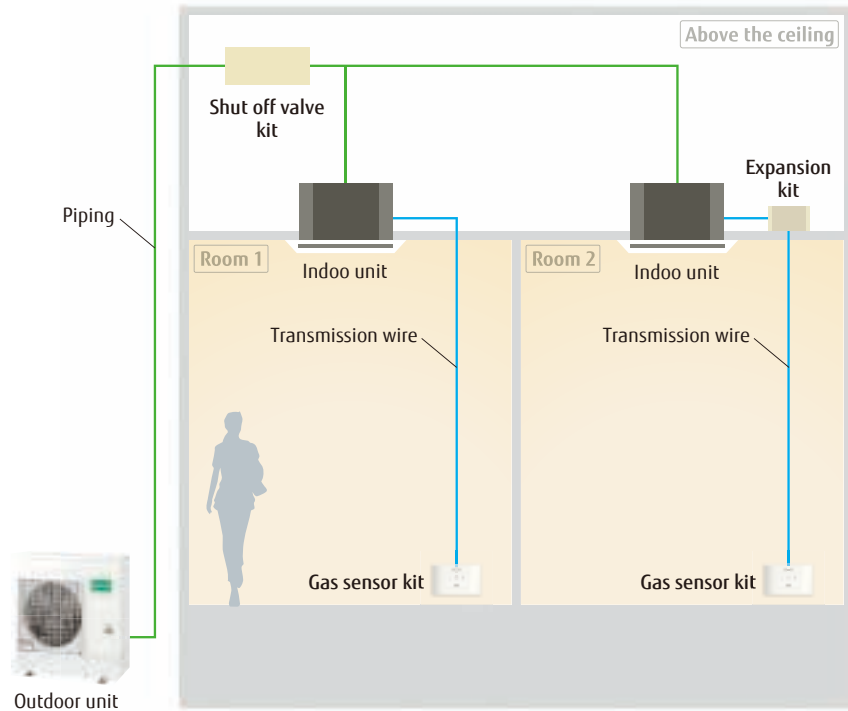 Above the ceiling
Shut off valve
kit
Expansion
kit
Piping
Room 1
Indoo unit
Room 2
Indoo unit
Transmission wire
Transmission wire
Gas sensor kit
Gas sensor kit
Outdoor unit